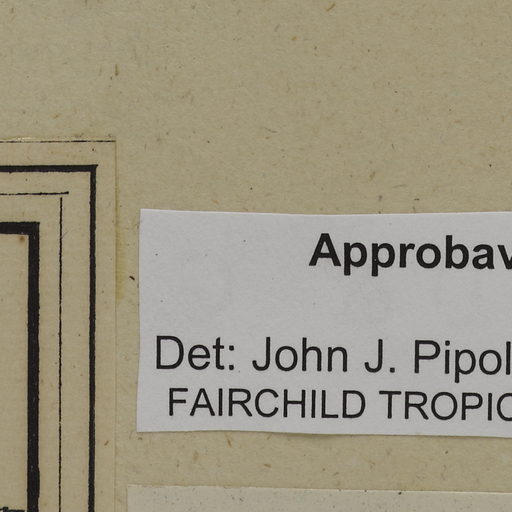 Approbav
Det: John J. Pipol
FAIRCHILD TROPIC